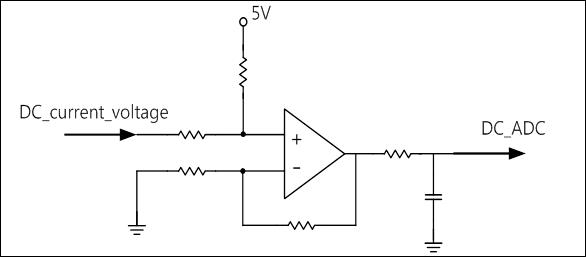 5V
DC_current_voltage
DC_ADC
+
−